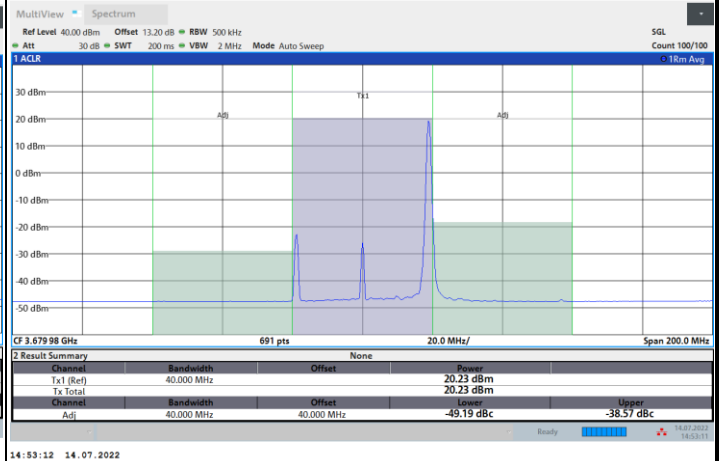 MultiView Spectrum
Ref Level 40.00 dBm Offset 13.20 dB RBW 500 kHz SGL
Att 30 dB SWT 200 ms VBW 2 MHz Mode Auto Sweep Count 100/100
1 ACLR 1Rm Avg
30 dBm
Tx1
20 dBm Adj Adj
10 dBm
0 dBm
-10 dBm
-20 dBm
-30 dBm
-40 dBm
-50 dBm
CF 3.679 98 GHz 691 pts 20.0 MHz/ Span 200.0 MHz
2 Result Summary None
Channel Bandwidth Offset Power
Tx1 (Ref) 40.000 MHz 20.23 dBm
Tx Total 20.23 dBm
Channel Bandwidth Offset Lower Upper
Adj 40.000 MHz 40.000 MHz -49.19 dBc -38.57 dBc
Ready 14.07.2022
14:53:11
14:53:12 14.07.2022